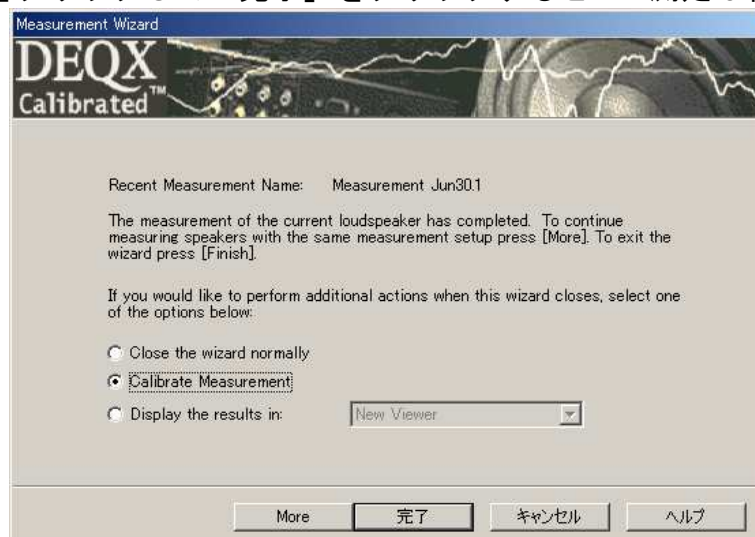 Measurement Wizard
DEQX
Calibrated™
Recent Measurement Name: Measurement Jun30.1
The measurement of the current loudspeaker has completed. To continue
measuring speakers with the same measurement setup press [More]. To exit the
wizard press [Finish].
If you would like to perform additional actions when this wizard closes, select one
of the options below:
Close the wizard normally
Calibrate Measurement
Display the results in: New Viewer
More 完了 キャンセル ヘルプ